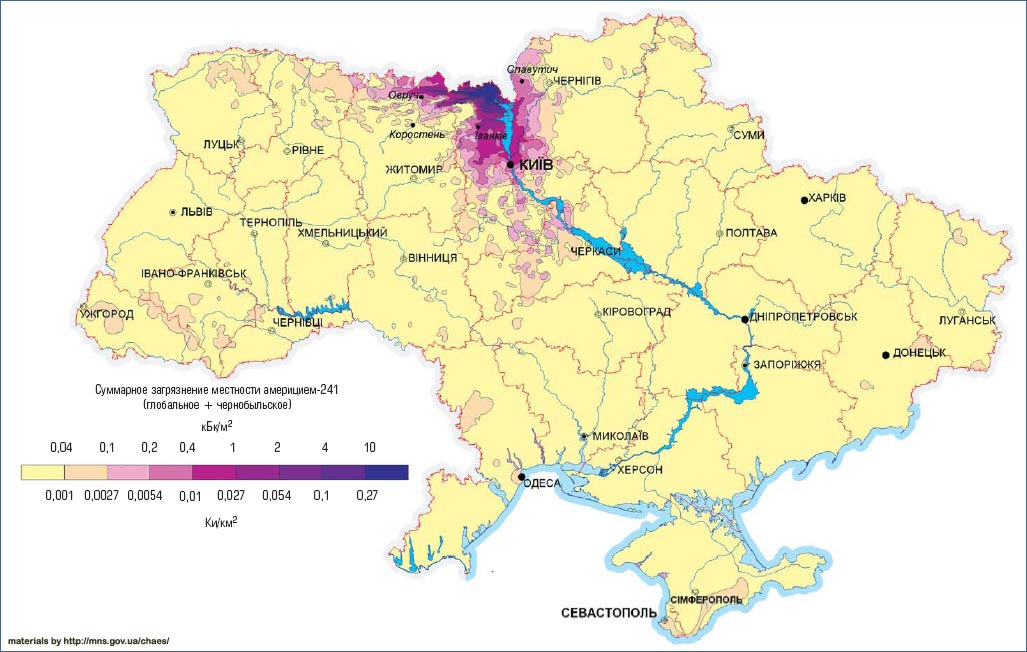 Славутич
ЧЕРНІГІВ
Овруч
Коростень
Іванків
СУМИ
ЛУЦЬК
РІВНЕ
ЖИТОМИР
КИЇВ
ЛЬВІВ
ТЕРНОПІЛЬ
ХМЕЛЬНИЦЬКИЙ
ХАРКІВ
ПОЛТАВА
ЧЕРКАСИ
ВІННИЦЯ
ІВАНО-ФРАНКІВСЬК
УЖГОРОД
ЧЕРНІВЦІ
КІРОВОГРАД
ДНІПРОПЕТРОВСЬК
ЛУГАНСЬК
ДОНЕЦЬК
ЗАПОРІЖЖЯ
Суммарное загрязнение местности америцием-241
(глобальное + чернобыльское)
кБк/м²
0,04 0,1 0,2 0,4 1 2 4 10
0,001 0,0027 0,0054 0,01 0,027 0,054 0,1 0,27
Ки/км²
МИКОЛАЇВ
ХЕРСОН
ОДЕСА
СІМФЕРОПОЛЬ
СЕВАСТОПОЛЬ
materials by http://mns.gov.ua/chaes/